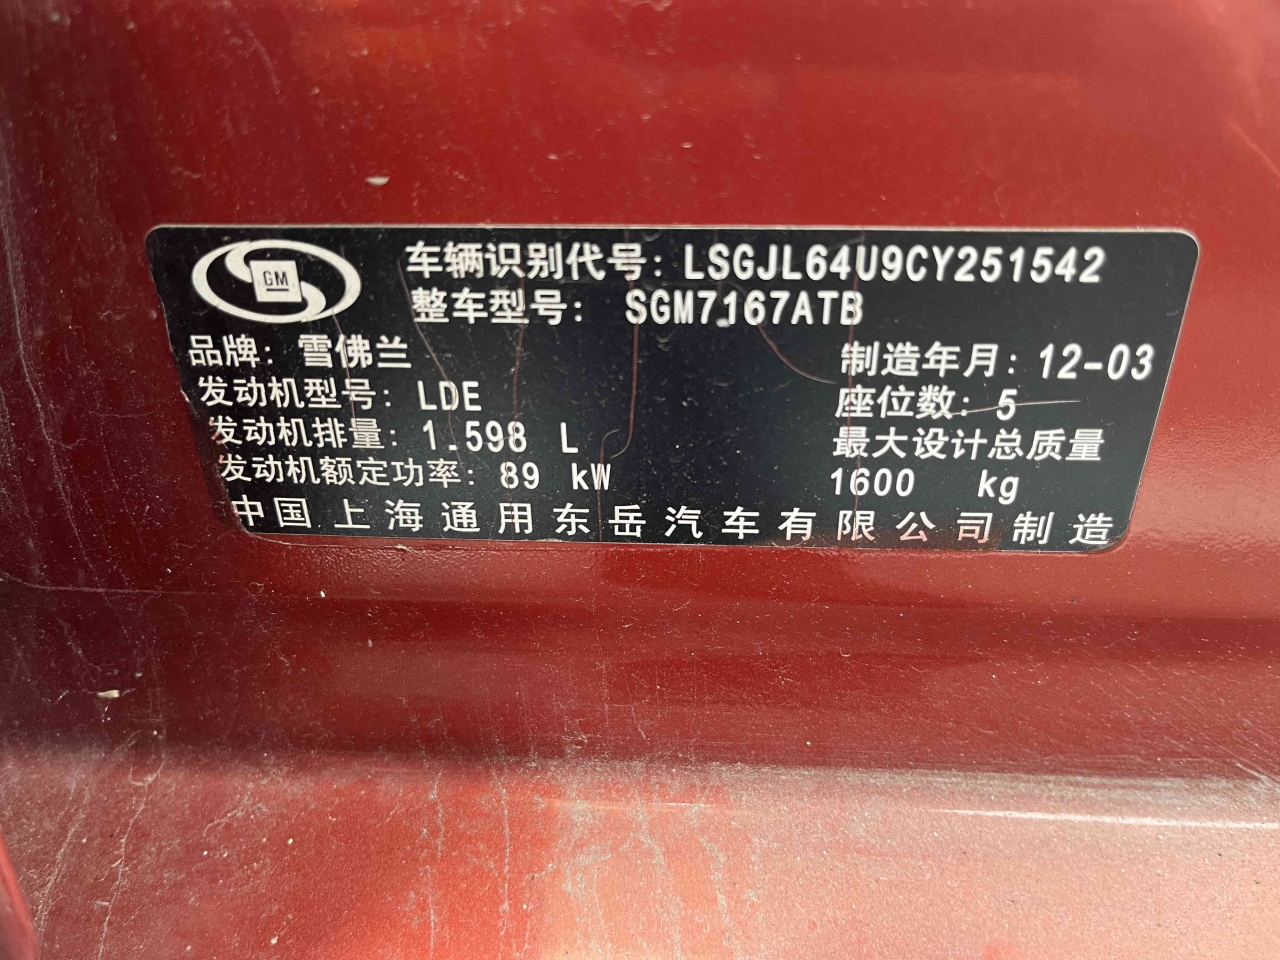 GM
车辆识别代号: LSGJL64U9CY251542
整车型号: SGM7167ATB
品牌: 雪佛兰
发动机型号: LDE
发动机排量: 1.598 L
发动机额定功率: 89 kW
制造年月: 12-03
座位数: 5
最大设计总质量
1600 kg
中国上海通用东岳汽车有限公司制造